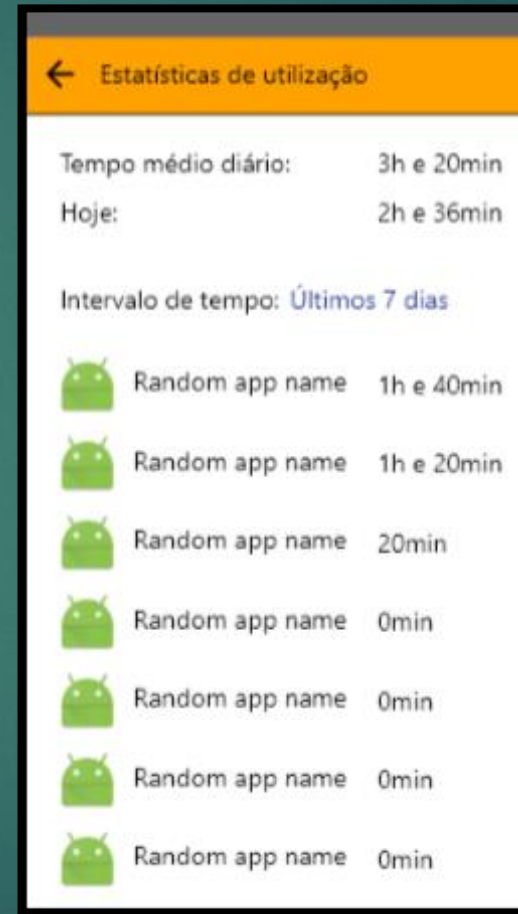 Estatísticas de utilização
Tempo médio diário: 3h e 20min
Hoje: 2h e 36min
Intervalo de tempo: Últimos 7 dias
Random app name 1h e 40min
Random app name 1h e 20min
Random app name 20min
Random app name 0min
Random app name 0min
Random app name 0min
Random app name 0min